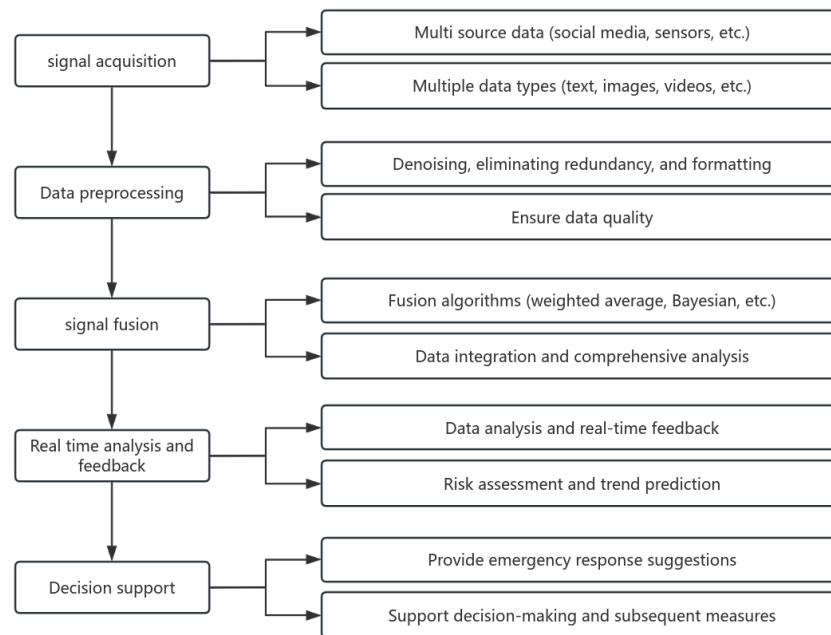 signal acquisition
Multi source data (social media, sensors, etc.)
Multiple data types (text, images, videos, etc.)
Data preprocessing
Denoising, eliminating redundancy, and formatting
Ensure data quality
signal fusion
Fusion algorithms (weighted average, Bayesian, etc.)
Data integration and comprehensive analysis
Real time analysis and
feedback
Data analysis and real-time feedback
Risk assessment and trend prediction
Decision support
Provide emergency response suggestions
Support decision-making and subsequent measures